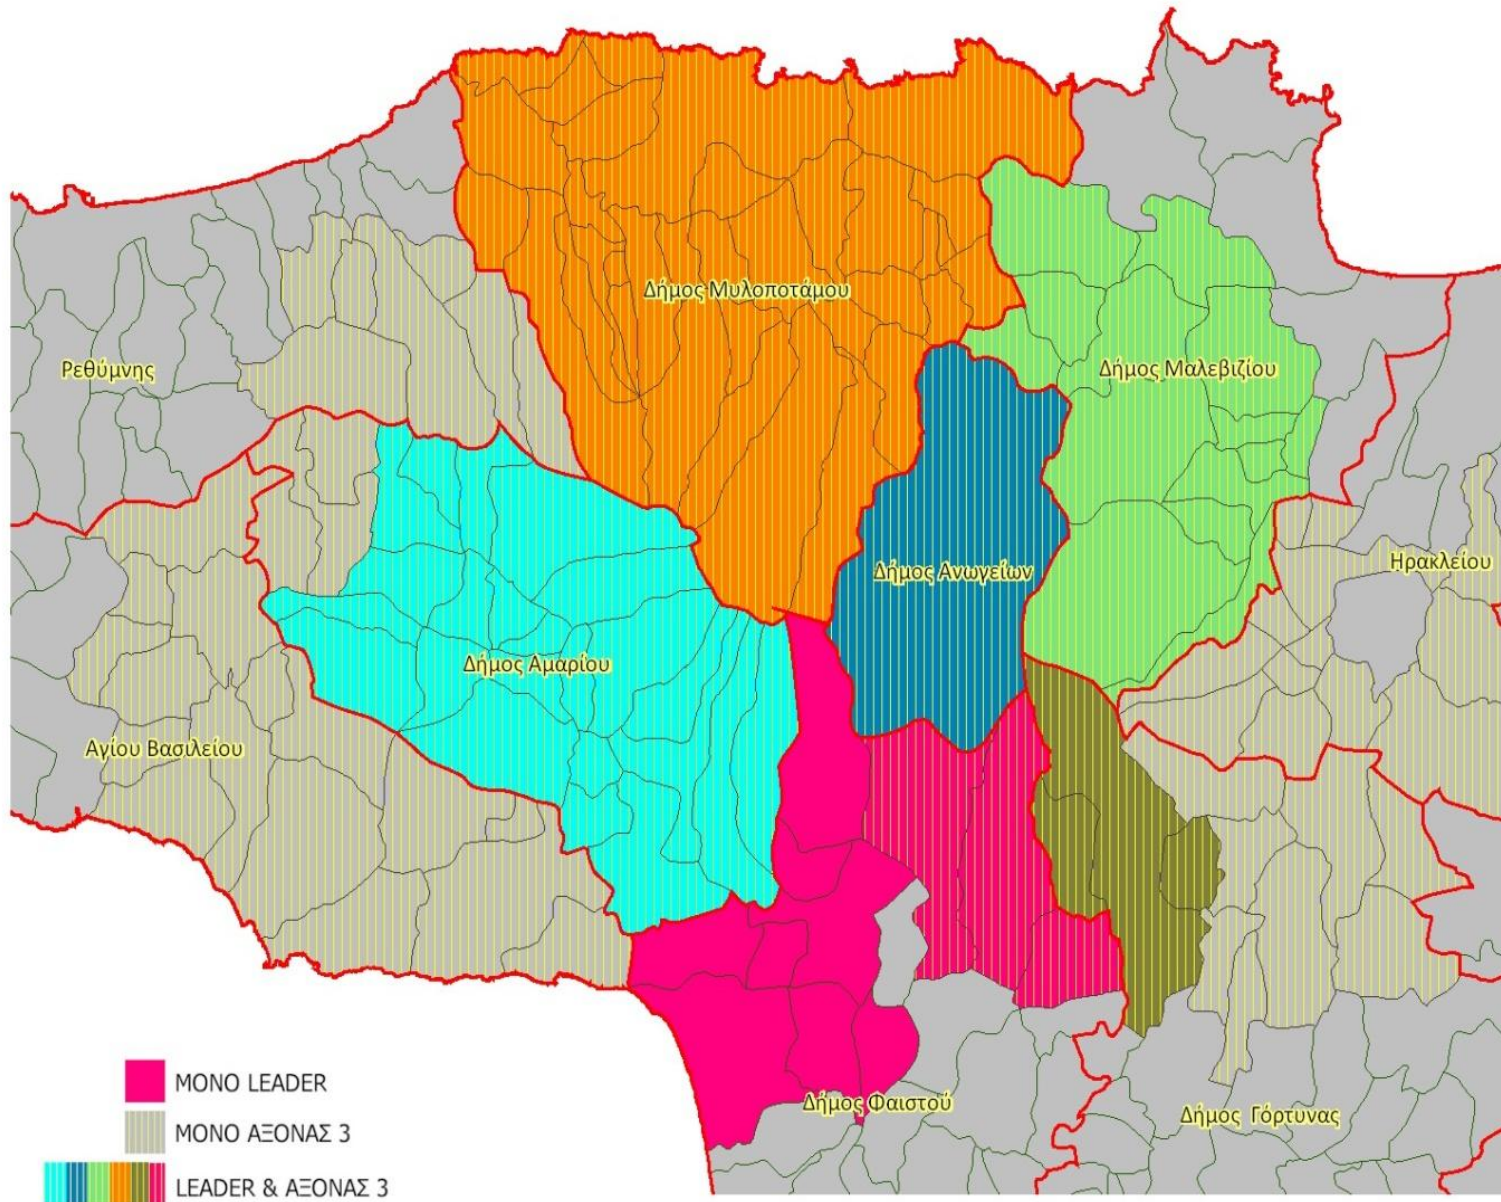 Δήμος Μυλοποτάμου
Ρεθύμνης
Δήμος Μαλεβιζίου
Δήμος Ανωγείων
Ηρακλείου
Δήμος Αμαρίου
Αγίου Βασιλείου
Δήμος Φαιστού
Δήμος Γόρτυνας
ΜΟΝΟ LEADER
ΜΟΝΟ ΑΞΟΝΑΣ 3
LEADER & ΑΞΟΝΑΣ 3